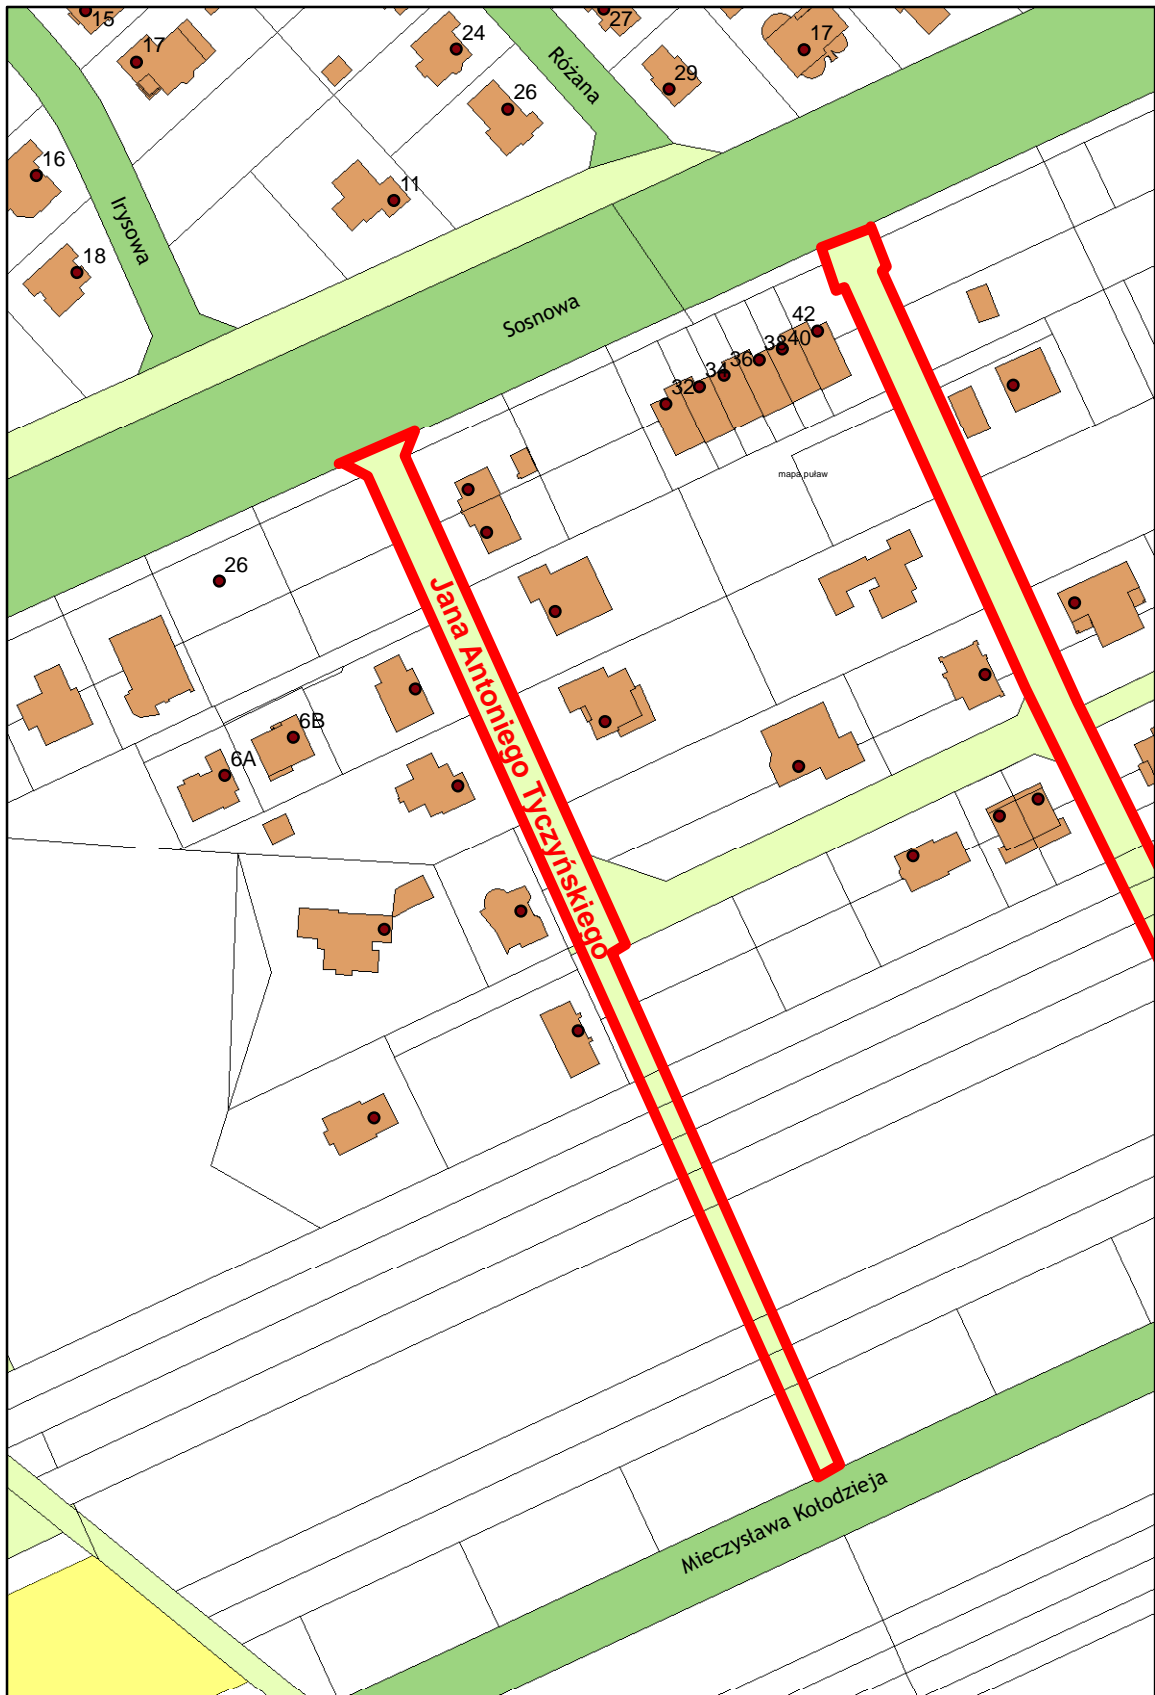 15
17
24
27
17
Różana
29
26
16
11
Irysowa
18
Sosnowa
42
40
38
36
34
32
mapa puław
26
Jana Antoniego Tyczyńskiego
6B
6A
Mieczysława Kołodzieja